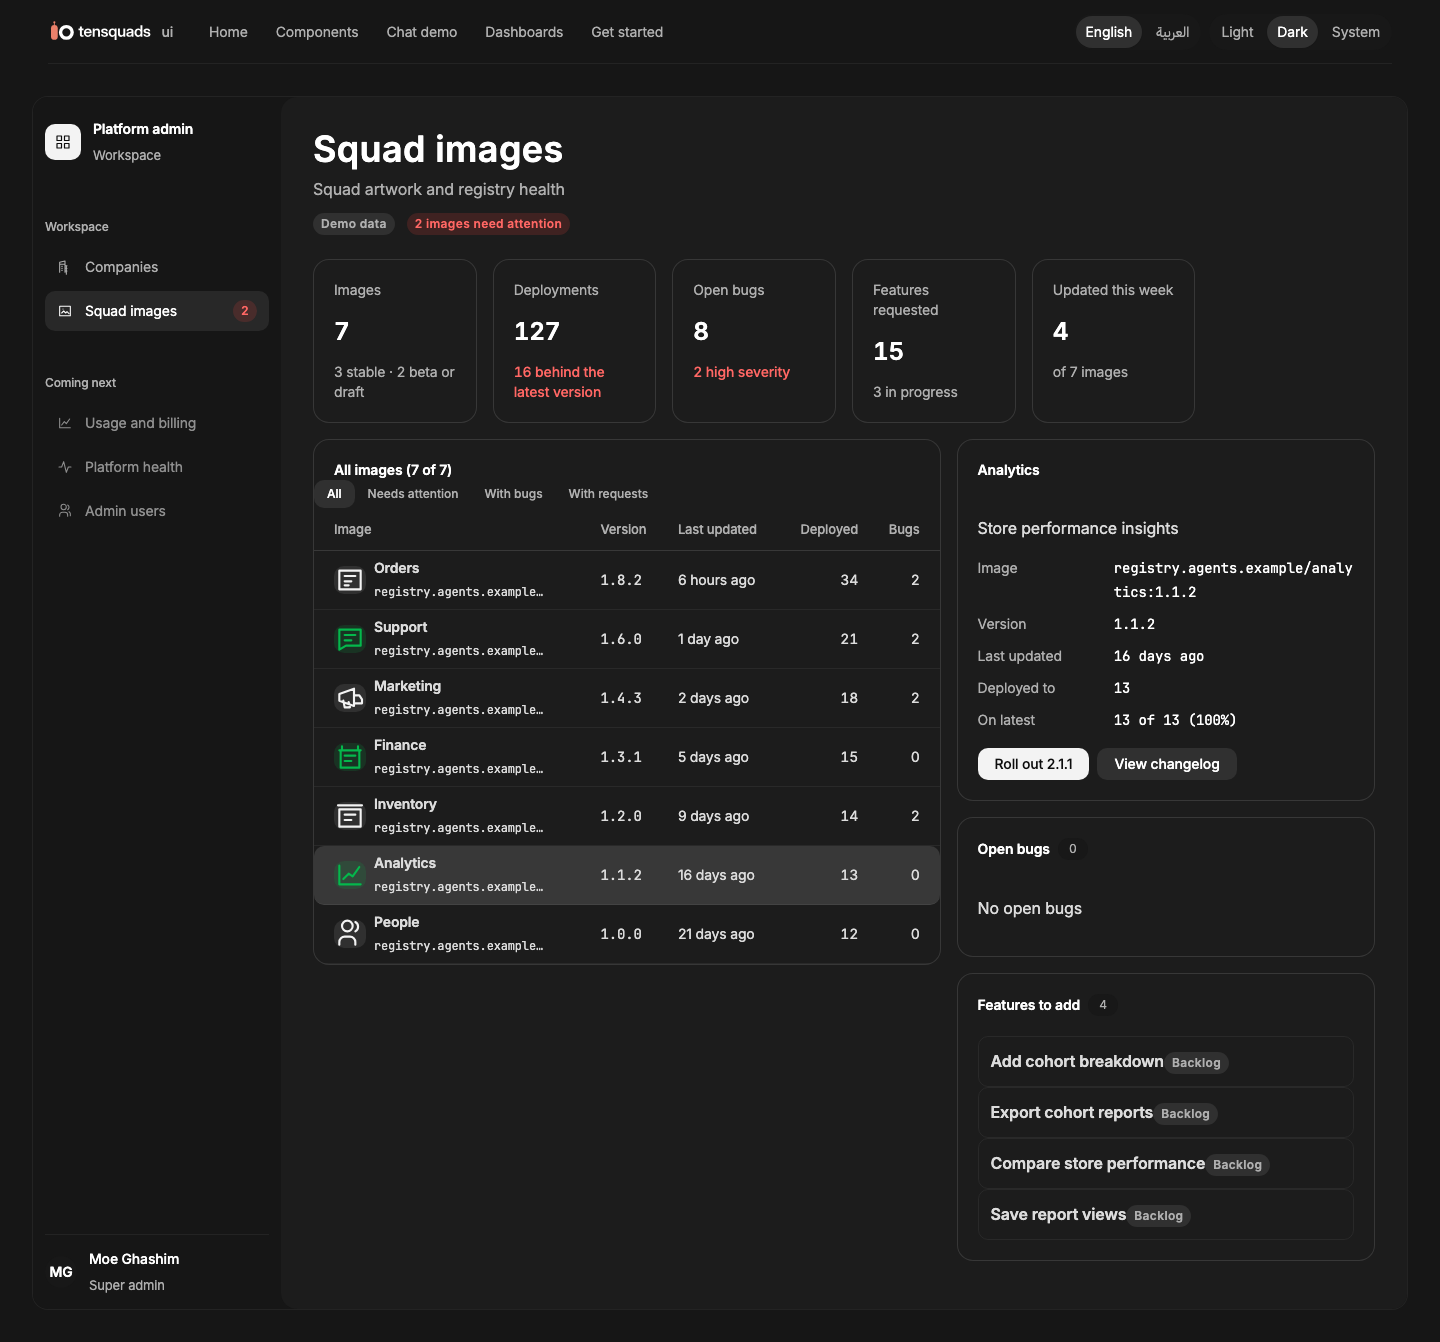 tensquads ui
Home
Components
Chat demo
Dashboards
Get started
English
العربية
Light
Dark
System
Platform admin
Workspace
Workspace
Companies
Squad images 2
Coming next
Usage and billing
Platform health
Admin users
MG
Moe Ghashim
Super admin
Squad images
Squad artwork and registry health
Demo data
2 images need attention
Images
7
3 stable · 2 beta or
draft
Deployments
127
16 behind the
latest version
Open bugs
8
2 high severity
Features
requested
15
3 in progress
Updated this week
4
of 7 images
All images (7 of 7)
All
Needs attention
With bugs
With requests
Image Version Last updated Deployed Bugs
Orders
registry.agents.example…
1.8.2 6 hours ago 34 2
Support
registry.agents.example…
1.6.0 1 day ago 21 2
Marketing
registry.agents.example…
1.4.3 2 days ago 18 2
Finance
registry.agents.example…
1.3.1 5 days ago 15 0
Inventory
registry.agents.example…
1.2.0 9 days ago 14 2
Analytics
registry.agents.example…
1.1.2 16 days ago 13 0
People
registry.agents.example…
1.0.0 21 days ago 12 0
Analytics
Store performance insights
Image registry.agents.example/analy
tics:1.1.2
Version 1.1.2
Last updated 16 days ago
Deployed to 13
On latest 13 of 13 (100%)
Roll out 2.1.1
View changelog
Open bugs 0
No open bugs
Features to add 4
Add cohort breakdown Backlog
Export cohort reports Backlog
Compare store performance Backlog
Save report views Backlog